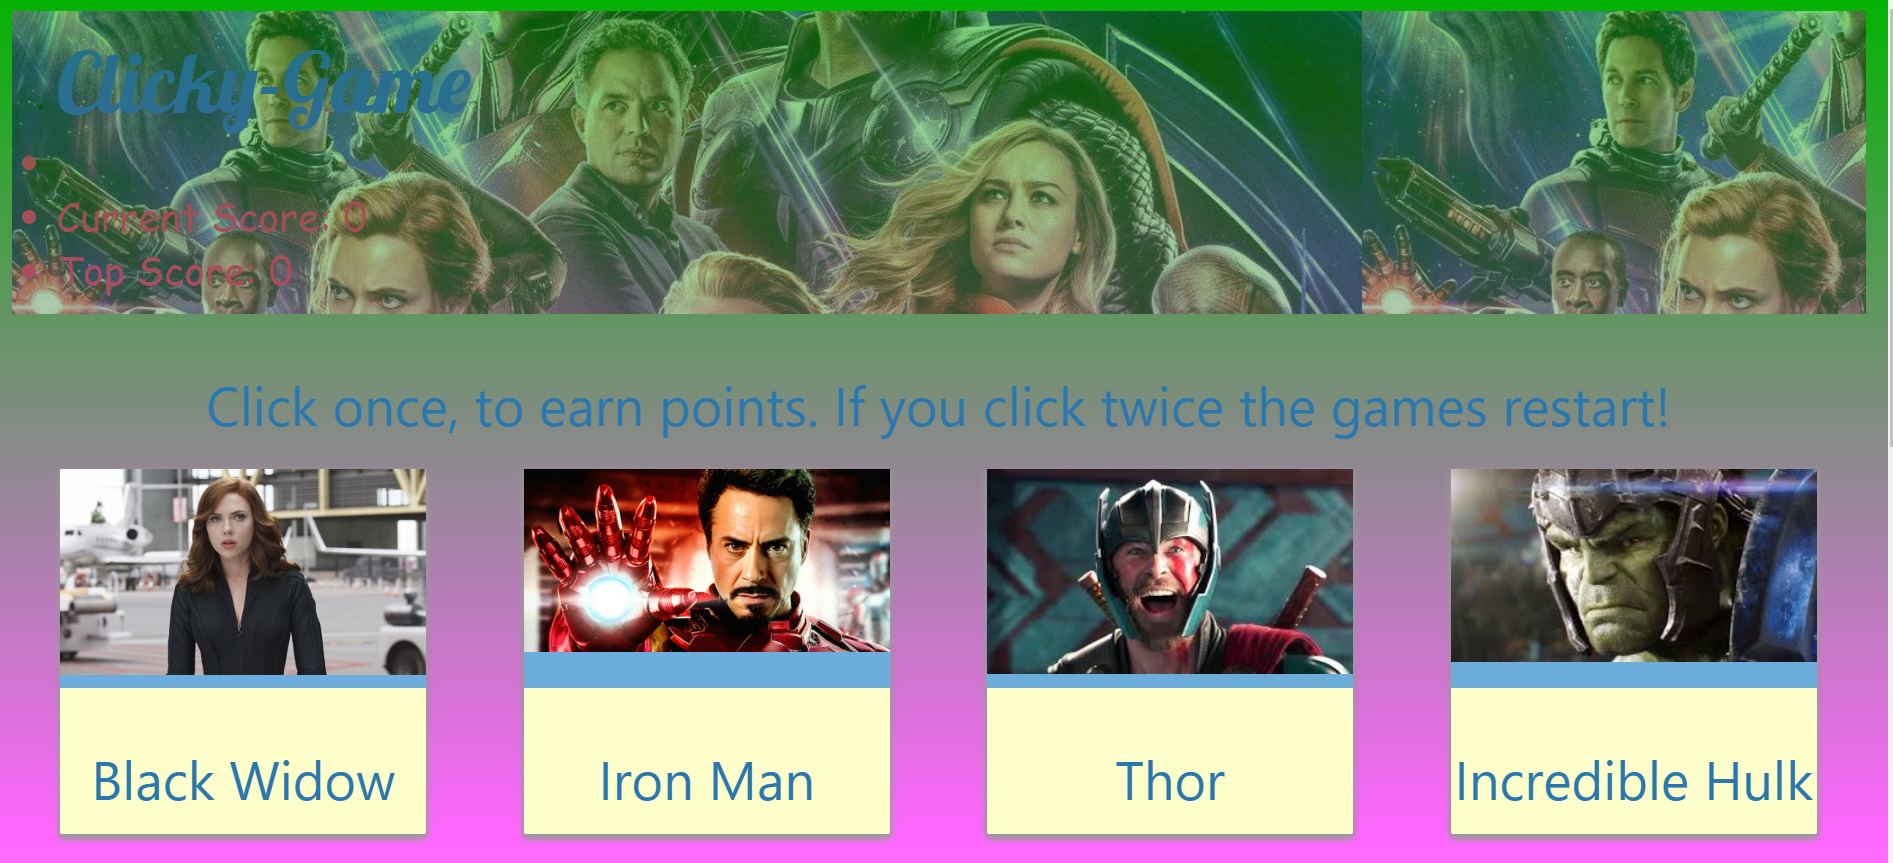 Clicky-Game
Current Score: 0
Top Score: 0
Click once, to earn points. If you click twice the games restart!
Black Widow
Iron Man
Thor
Incredible Hulk